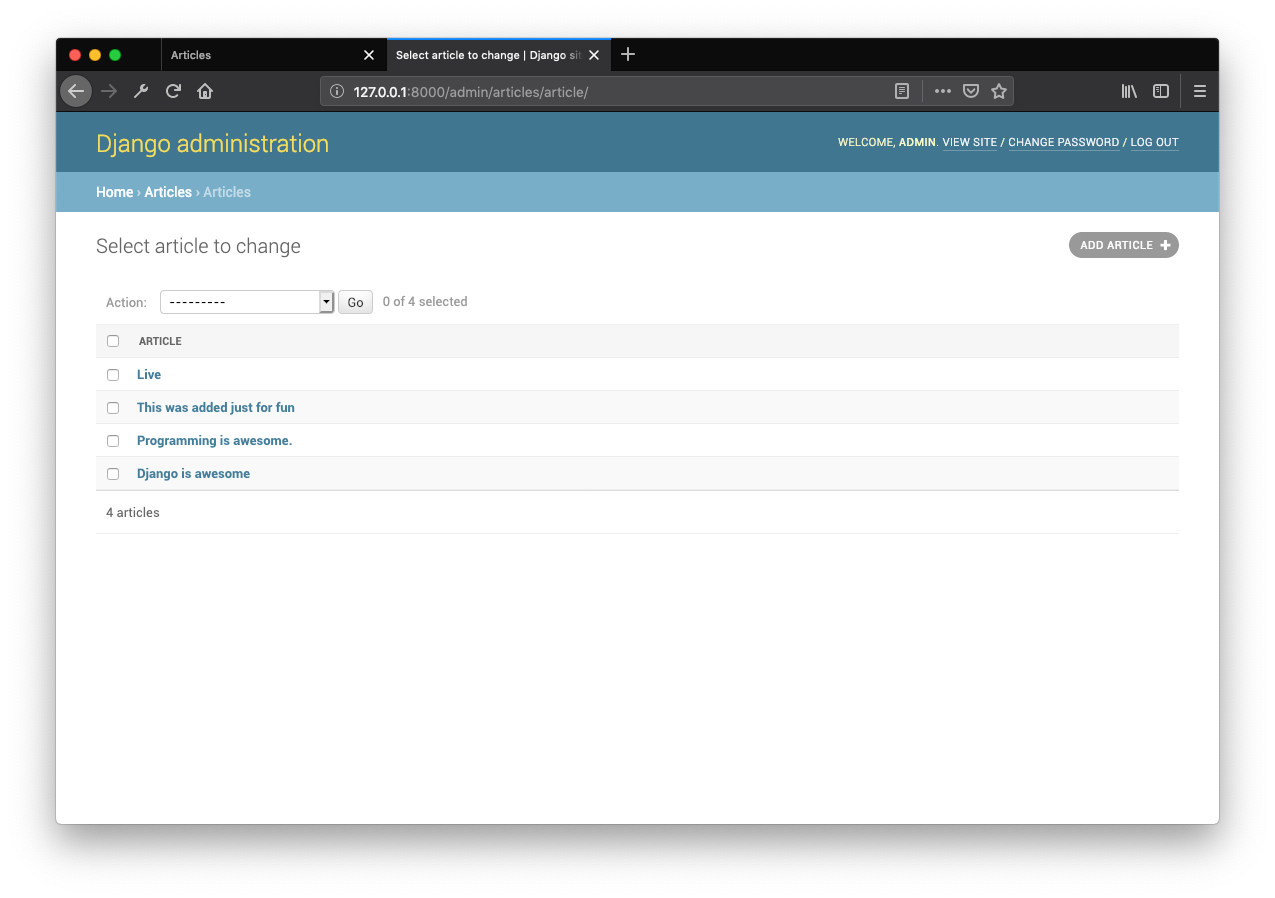 Articles
Select article to change | Django sit
127.0.0.1:8000/admin/articles/article/
Django administration
WELCOME, ADMIN. VIEW SITE / CHANGE PASSWORD / LOG OUT
Home › Articles › Articles
Select article to change
ADD ARTICLE
Action: --------- Go 0 of 4 selected
ARTICLE
Live
This was added just for fun
Programming is awesome.
Django is awesome
4 articles